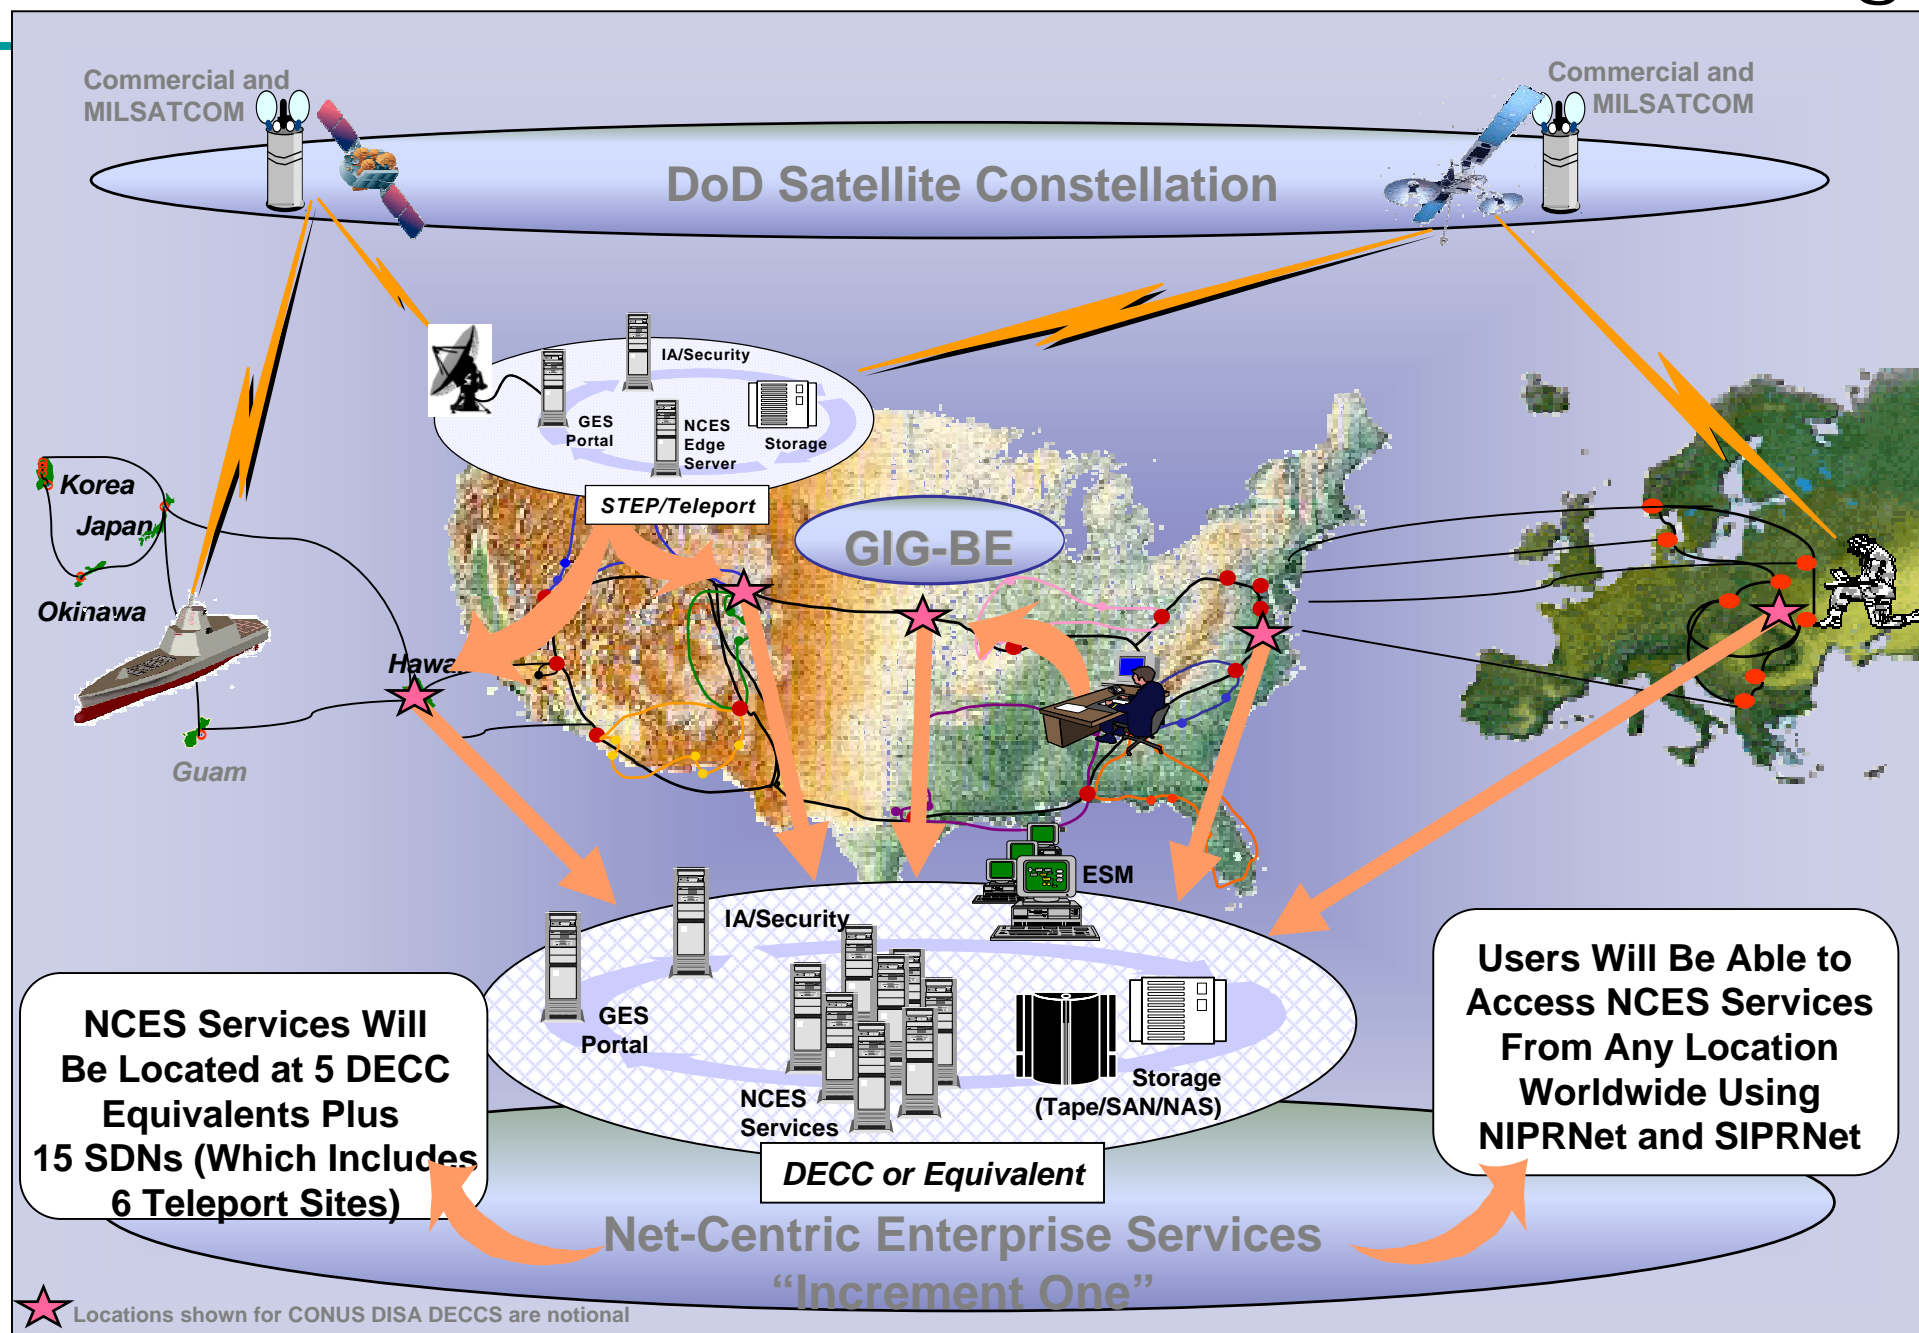 Commercial and
MILSATCOM
Commercial and
MILSATCOM
DoD Satellite Constellation
IA/Security
GES
Portal
NCES
Edge
Server
Storage
STEP/Teleport
GIG-BE
Korea
Japan
Okinawa
Hawa
Guam
ESM
IA/Security
GES
Portal
NCES
Services
Storage
(Tape/SAN/NAS)
DECC or Equivalent
NCES Services Will
Be Located at 5 DECC
Equivalents Plus
15 SDNs (Which Includes
6 Teleport Sites)
Users Will Be Able to
Access NCES Services
From Any Location
Worldwide Using
NIPRNet and SIPRNet
Net-Centric Enterprise Services
“Increment One”
Locations shown for CONUS DISA DECCS are notional